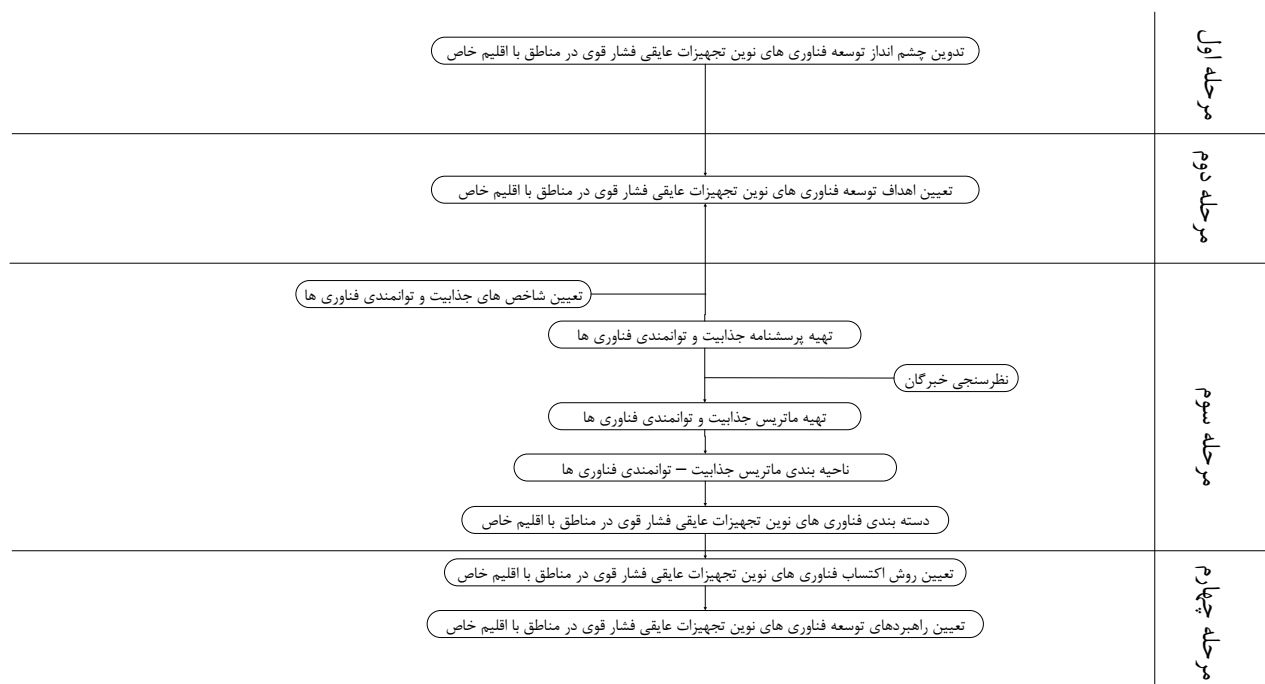 مرحله اول
تدوین چشم انداز توسعه فناوری های نوین تجهیزات عایقی فشار قوی در مناطق با اقلیم خاص
مرحله دوم
تعیین اهداف توسعه فناوری های نوین تجهیزات عایقی فشار قوی در مناطق با اقلیم خاص
مرحله سوم
تعیین شاخص های جذابیت و توانمندی فناوری ها
تهیه پرسشنامه جذابیت و توانمندی فناوری ها
نظرسنجی خبرگان
تهیه ماتریس جذابیت و توانمندی فناوری ها
ناحیه بندی ماتریس جذابیت – توانمندی فناوری ها
دسته بندی فناوری های نوین تجهیزات عایقی فشار قوی در مناطق با اقلیم خاص
مرحله چهارم
تعیین روش اکتساب فناوری های نوین تجهیزات عایقی فشار قوی در مناطق با اقلیم خاص
تعیین راهبردهای توسعه فناوری های نوین تجهیزات عایقی فشار قوی در مناطق با اقلیم خاص